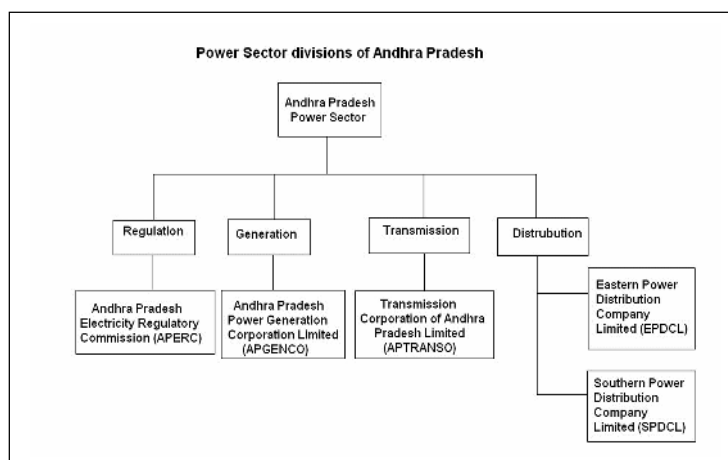 Power Sector divisions of Andhra Pradesh
Andhra Pradesh
Power Sector
Regulation
Generation
Transmission
Distrubution
Andhra Pradesh
Electricity Regulatory
Commission (APERC)
Andhra Pradesh
Power Generation
Corporation Limited
(APGENCO)
Transmission
Corporation of Andhra
Pradesh Limited
(APTRANSO)
Eastern Power
Distribution
Company
Limited (EPDCL)
Southern Power
Distribution
Company
Limited (SPDCL)